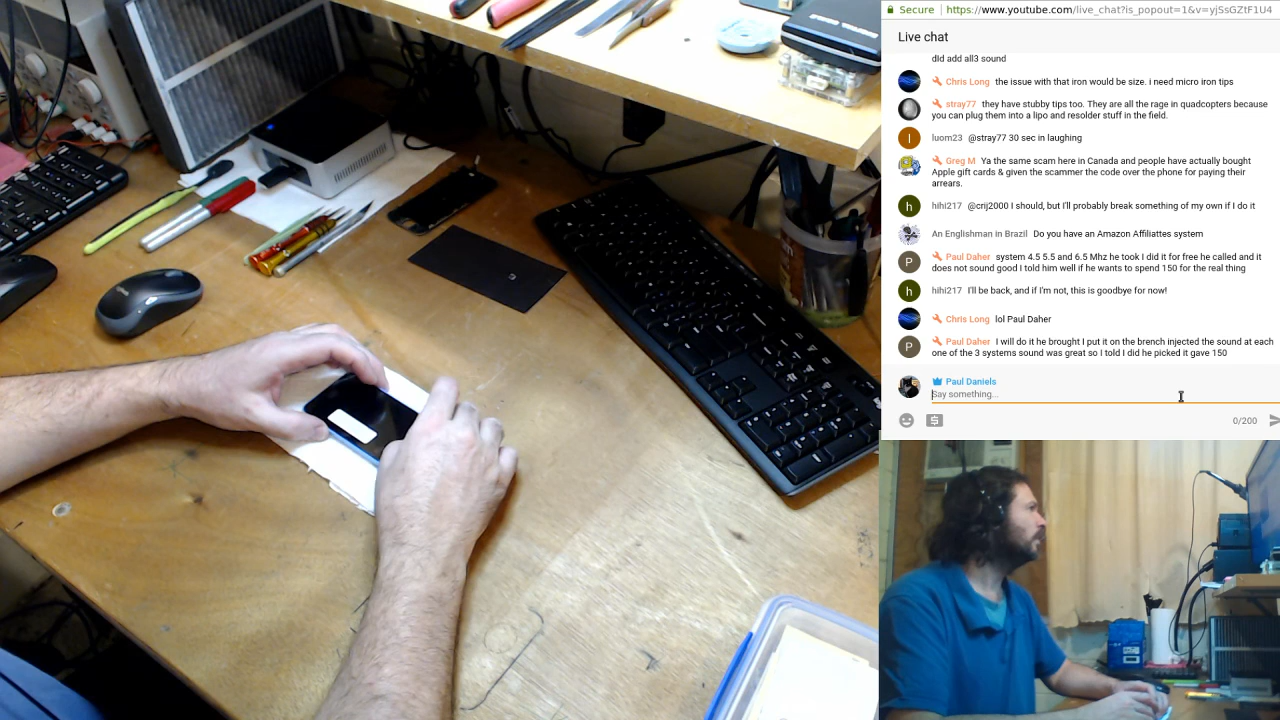 Secure https://www.youtube.com/live_chat?is_popout=1&v=yjSsGZtF1U4
Live chat
dId add all3 sound
Chris Long the issue with that iron would be size. i need micro iron tips
stray77 they have stubby tips too. They are all the rage in quadcopters because
you can plug them into a lipo and resolder stuff in the field.
l luom23 @stray77 30 sec in laughing
Greg M Ya the same scam here in Canada and people have actually bought
Apple gift cards & given the scammer the code over the phone for paying their
arrears.
h hihi217 @crij2000 I should, but I'll probably break something of my own if I do it
An Englishman in Brazil Do you have an Amazon Affiliattes system
P Paul Daher system 4.5 5.5 and 6.5 Mhz he took I did it for free he called and it
does not sound good I told him well if he wants to spend 150 for the real thing
h hihi217 I'll be back, and if I'm not, this is goodbye for now!
Chris Long lol Paul Daher
P Paul Daher I will do it he brought I put it on the brench injected the sound at each
one of the 3 systems sound was great so I told I did he picked it gave 150
Paul Daniels
Say something...
0/200